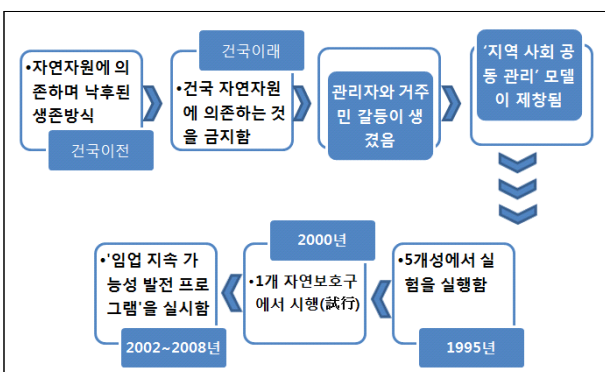 •자연자원에 의
존하며 낙후된
생존방식
건국이전
건국이래
•건국 자연자원
에 의존하는 것
을 금지함
관리자와 거주
민 갈등이 생
겼음
‘지역 사회 공
동 관리’ 모델
이 제창됨
•5개성에서 실
험을 실행함
1995년
2000년
•1개 자연보호구
에서 시행(試行)
•'임업 지속 가
능성 발전 프로
그램'을 실시함
2002~2008년